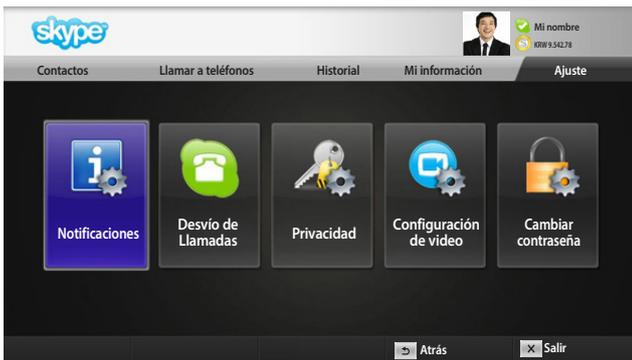 skype
Mi nombre
KRW 9.542.78
Contactos
Llamar a teléfonos
Historial
Mi información
Ajuste
Notificaciones
Desvío de
Llamadas
Privacidad
Configuración
de video
Cambiar
contraseña
Atrás
X Salir